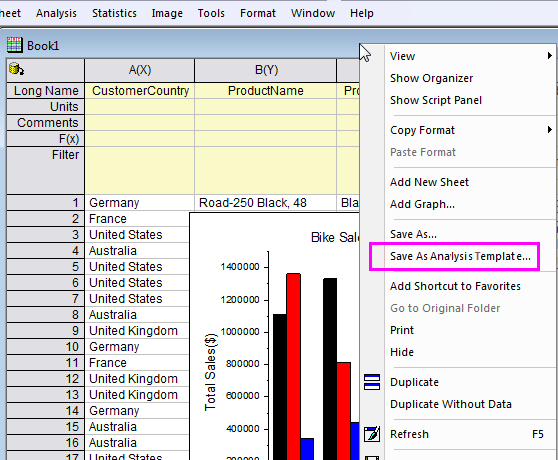 heet Analysis Statistics Image Tools Format Window Help
Book1
A(X) B(Y)
Long Name CustomerCountry ProductName Pro
Units
Comments
F(x)
Filter
1 Germany Road-250 Black, 48 Bla
2 France
3 United States
4 Australia
5 United States
6 United States
7 United States
8 Australia
9 United Kingdom
10 Germany
11 France
12 United Kingdom
13 United Kingdom
14 Germany
15 Australia
16 Australia
17 United States
Bike Sale
Total Sales($)
1400000
1200000
1000000
800000
600000
400000
200000
View
Show Organizer
Show Script Panel
Copy Format
Paste Format
Add New Sheet
Add Graph...
Save As...
Save As Analysis Template...
Add Shortcut to Favorites
Go to Original Folder
Print
Hide
Duplicate
Duplicate Without Data
Refresh F5